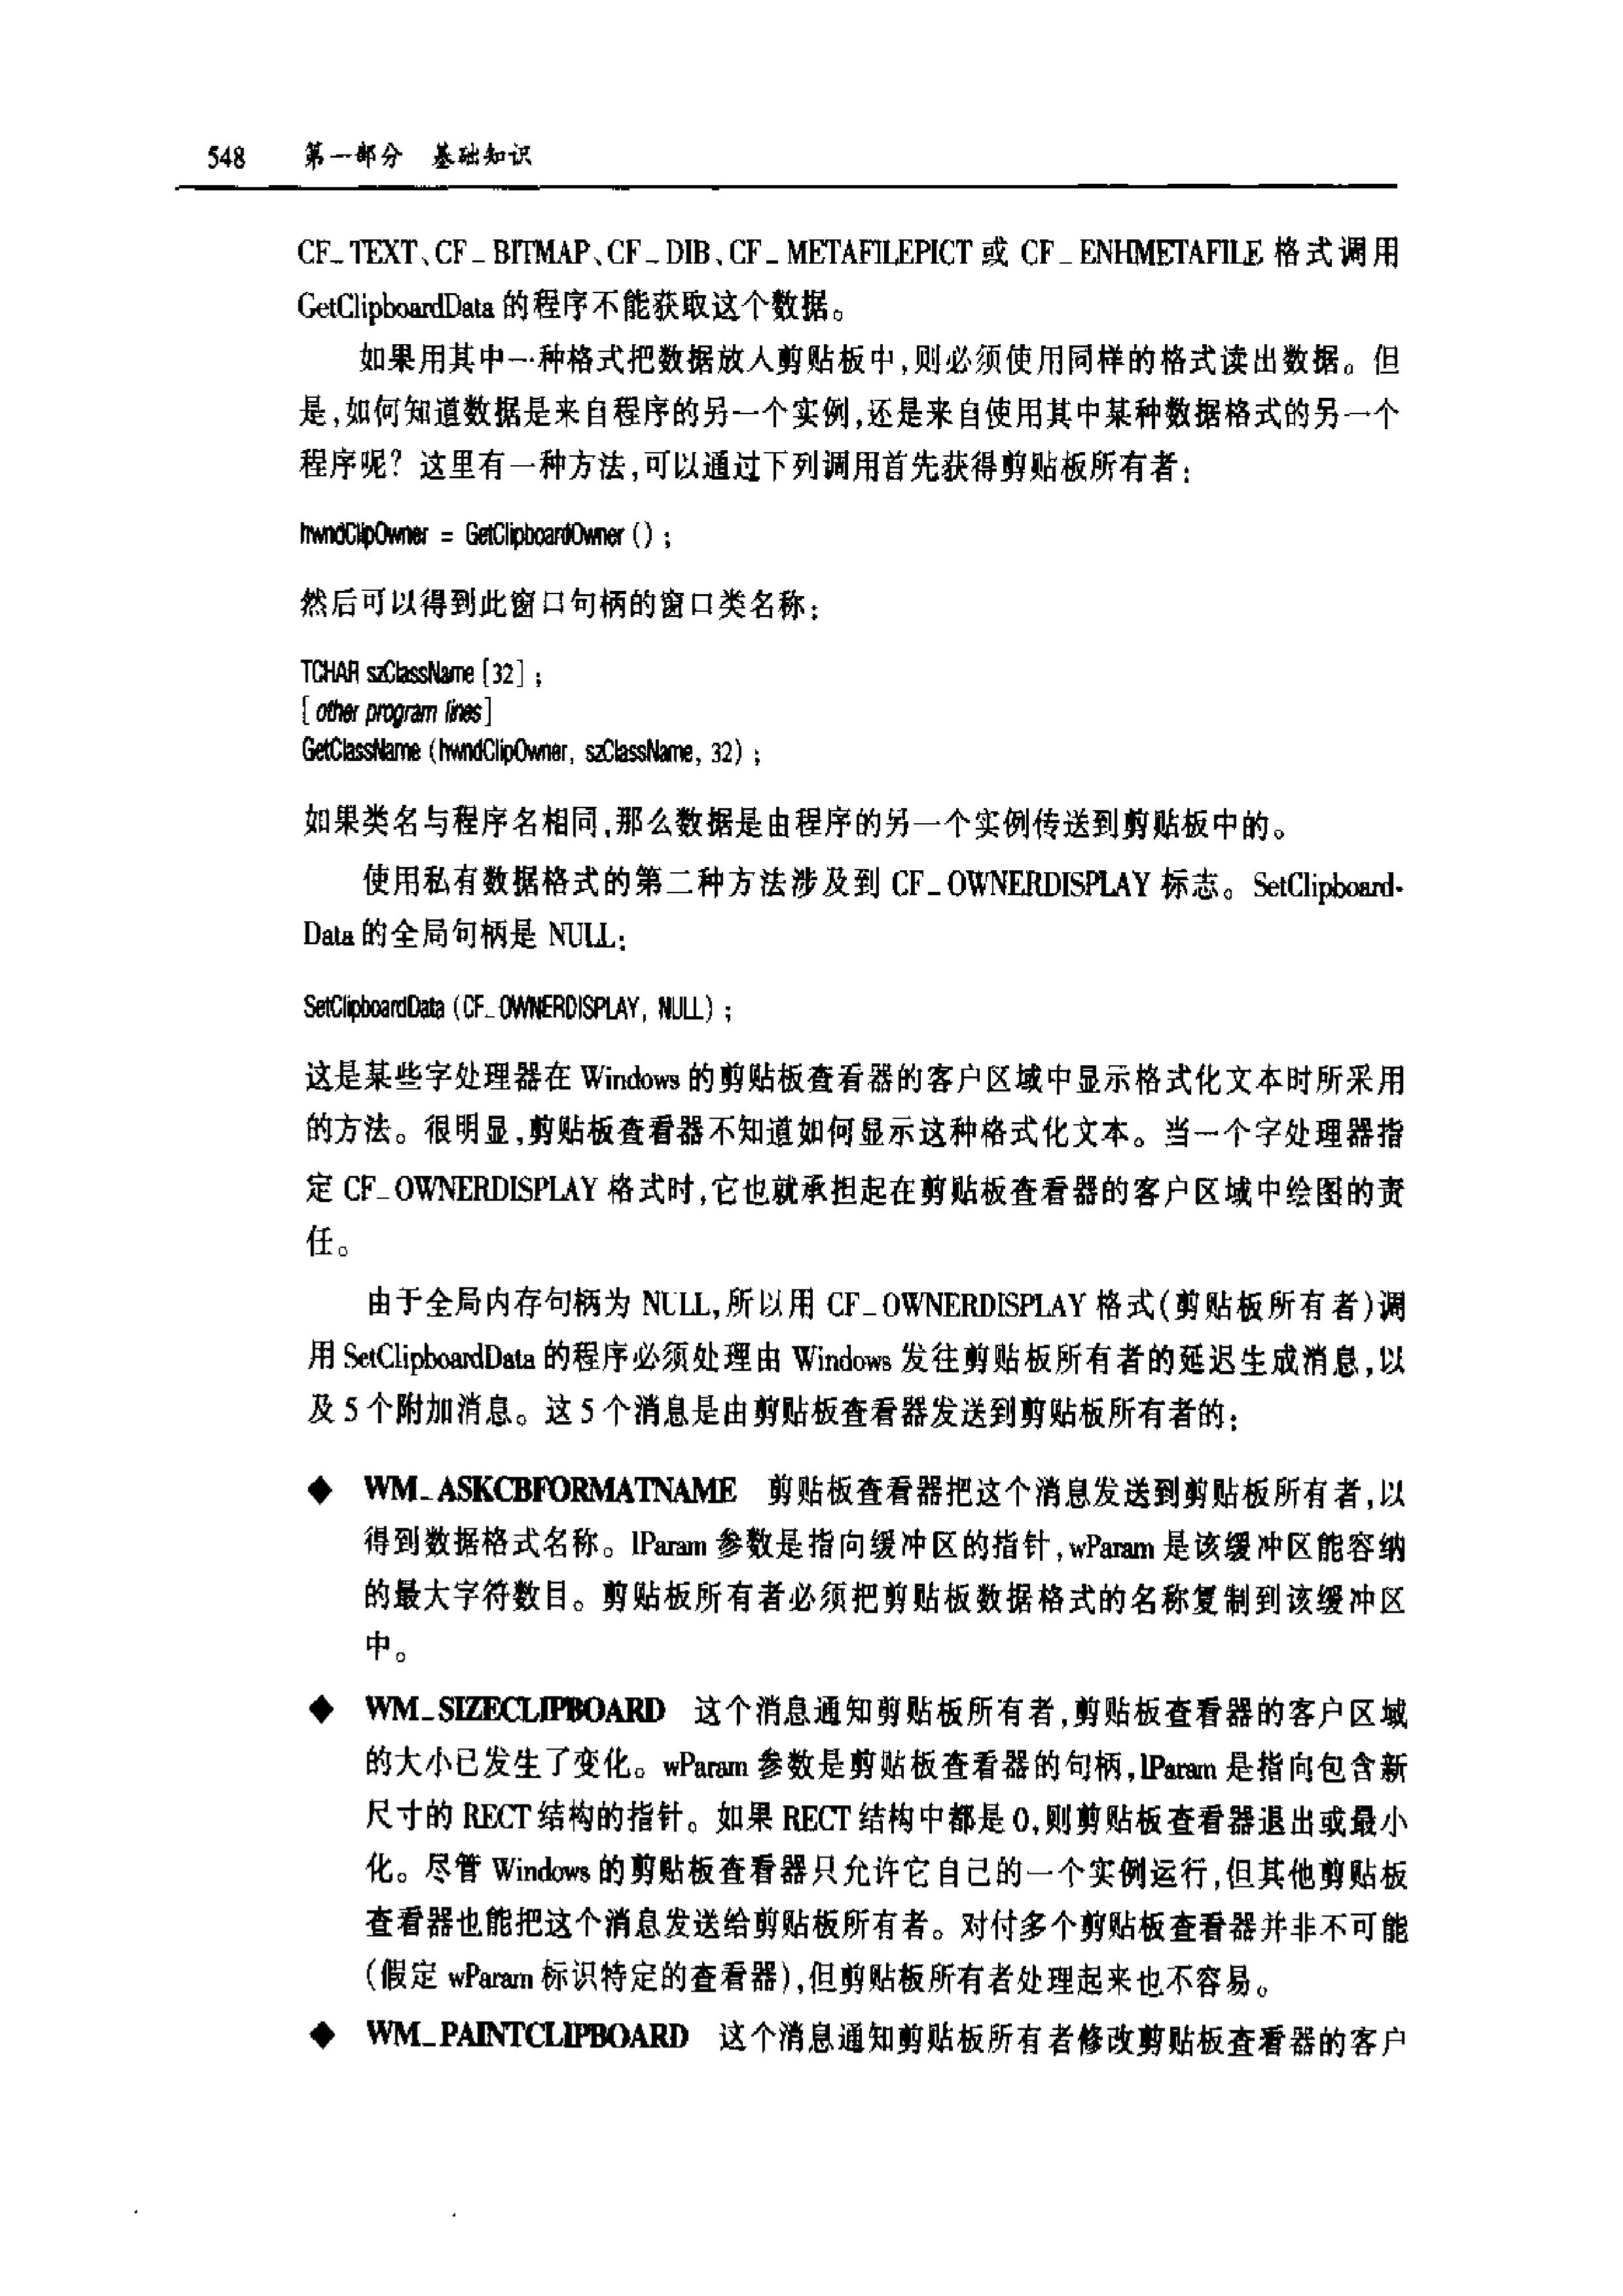 548 第一部分 基础知识
CF_TEXT、CF_BITMAP、CF_DIB、CF_METAFILEPICT 或 CF_ENHMETAFILE 格式调用
GetClipboardData 的程序不能获取这个数据。
如果用其中一种格式把数据放人剪贴板中,则必须使用同样的格式读出数据。但
是,如何知道数据是来自程序的另一个实例,还是来自使用其中某种数据格式的另一个
程序呢? 这里有一种方法,可以通过下列调用首先获得剪贴板所有者:
hwndClipOwner = GetClipboardOwner () ;
然后可以得到此窗口句柄的窗口类名称:
TCHAR szClassName [32] ;
[other program lines]
GetClassName (hwndClipOwner, szClassName, 32) ;
如果类名与程序名相同,那么数据是由程序的另一个实例传送到剪贴板中的。
使用私有数据格式的第二种方法涉及到 CF_OWNERDISPLAY 标志。SetClipboard-
Data 的全局句柄是 NULL:
SetClipboardData (CF_OWNERDISPLAY, NULL) ;
这是某些字处理器在 Windows 的剪贴板查看器的客户区域中显示格式化文本时所采用
的方法。很明显,剪贴板查看器不知道如何显示这种格式化文本。当一个字处理器指
定 CF_OWNERDISPLAY 格式时,它也就承担起在剪贴板查看器的客户区域中绘图的责
任。
由于全局内存句柄为 NULL,所以用 CF_OWNERDISPLAY 格式(剪贴板所有者)调
用 SetClipboardData 的程序必须处理由 Windows 发往剪贴板所有者的延迟生成消息,以
及 5 个附加消息。这 5 个消息是由剪贴板查看器发送到剪贴板所有者的:
◆ WM_ASKCBFORMATNAME 剪贴板查看器把这个消息发送到剪贴板所有者,以
得到数据格式名称。lParam 参数是指向缓冲区的指针,wParam 是该缓冲区能容纳
的最大字符数目。剪贴板所有者必须把剪贴板数据格式的名称复制到该缓冲区
中。
◆ WM_SIZECLIPBOARD 这个消息通知剪贴板所有者,剪贴板查看器的客户区域
的大小已发生了变化。wParam 参数是剪贴板查看器的句柄,lParam 是指向包含新
尺寸的 RECT 结构的指针。如果 RECT 结构中都是 0,则剪贴板查看器退出或最小
化。尽管 Windows 的剪贴板查看器只允许它自己的一个实例运行,但其他剪贴板
查看器也能把这个消息发送给剪贴板所有者。对付多个剪贴板查看器并非不可能
(假定 wParam 标识特定的查看器),但剪贴板所有者处理起来也不容易。
◆ WM_PAINTCLIPBOARD 这个消息通知剪贴板所有者修改剪贴板查看器的客户